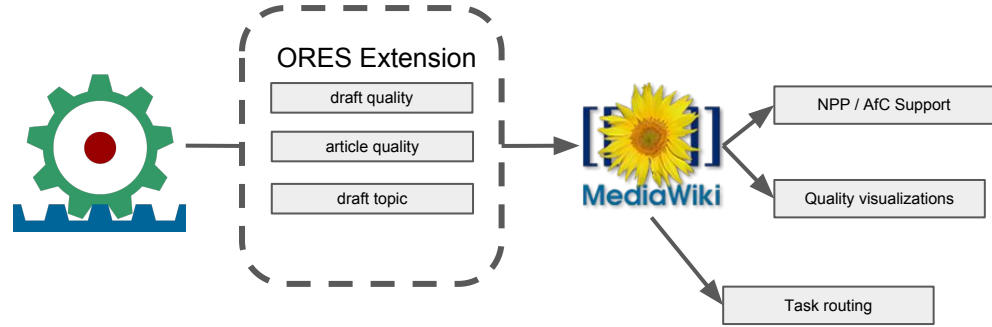 ORES Extension
draft quality
article quality
draft topic
[[ ]]
MediaWiki
NPP / AfC Support
Quality visualizations
Task routing